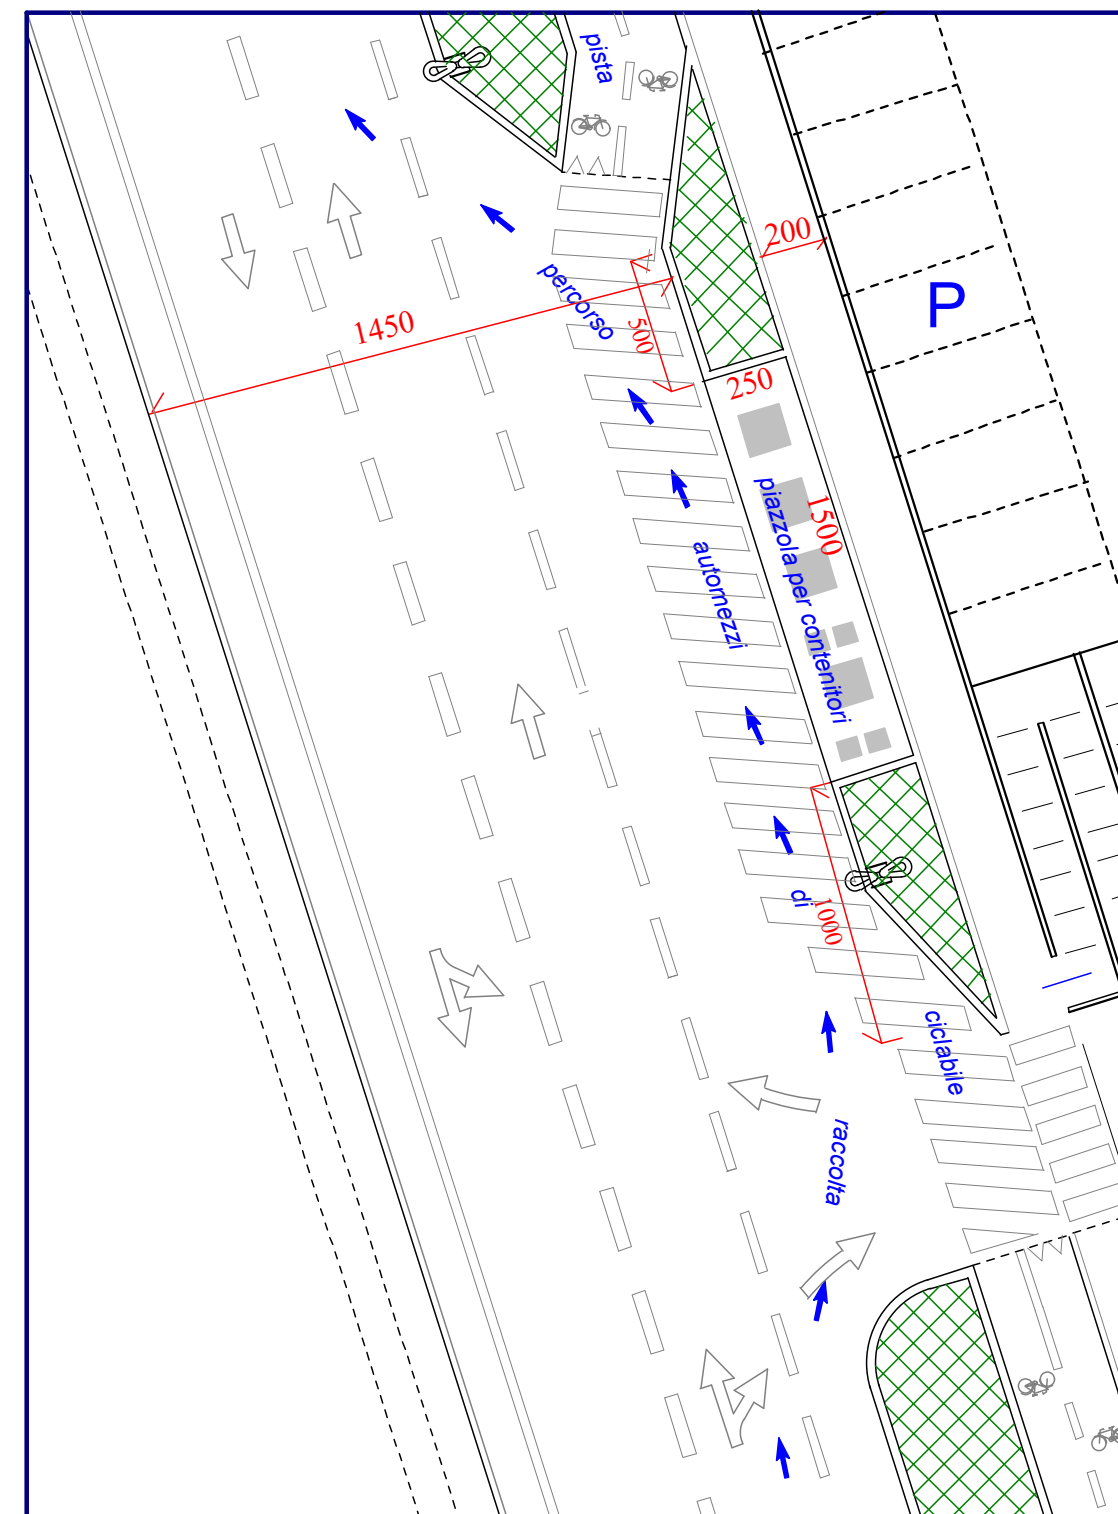 pista
200
P
percorso
1450
500
250
1500
piazzola per contenitori
automezzi
di
1000
ciclabile
raccolta